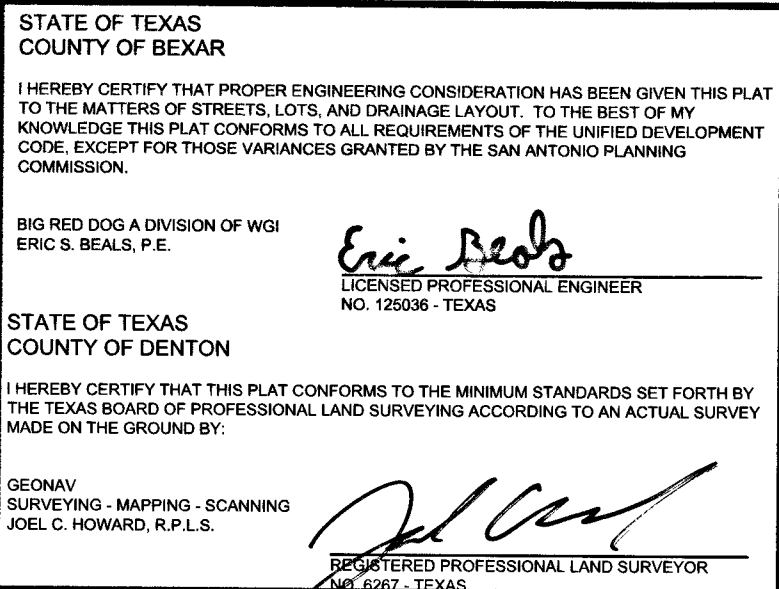 STATE OF TEXAS
COUNTY OF BEXAR
I HEREBY CERTIFY THAT PROPER ENGINEERING CONSIDERATION HAS BEEN GIVEN THIS PLAT
TO THE MATTERS OF STREETS, LOTS, AND DRAINAGE LAYOUT. TO THE BEST OF MY
KNOWLEDGE THIS PLAT CONFORMS TO ALL REQUIREMENTS OF THE UNIFIED DEVELOPMENT
CODE, EXCEPT FOR THOSE VARIANCES GRANTED BY THE SAN ANTONIO PLANNING
COMMISSION.
BIG RED DOG A DIVISION OF WGI
ERIC S. BEALS, P.E.
Eric Beals
LICENSED PROFESSIONAL ENGINEER
NO. 125036 - TEXAS
STATE OF TEXAS
COUNTY OF DENTON
I HEREBY CERTIFY THAT THIS PLAT CONFORMS TO THE MINIMUM STANDARDS SET FORTH BY
THE TEXAS BOARD OF PROFESSIONAL LAND SURVEYING ACCORDING TO AN ACTUAL SURVEY
MADE ON THE GROUND BY:
GEONAV
SURVEYING - MAPPING - SCANNING
JOEL C. HOWARD, R.P.L.S.
REGISTERED PROFESSIONAL LAND SURVEYOR
NO. 6267 - TEXAS